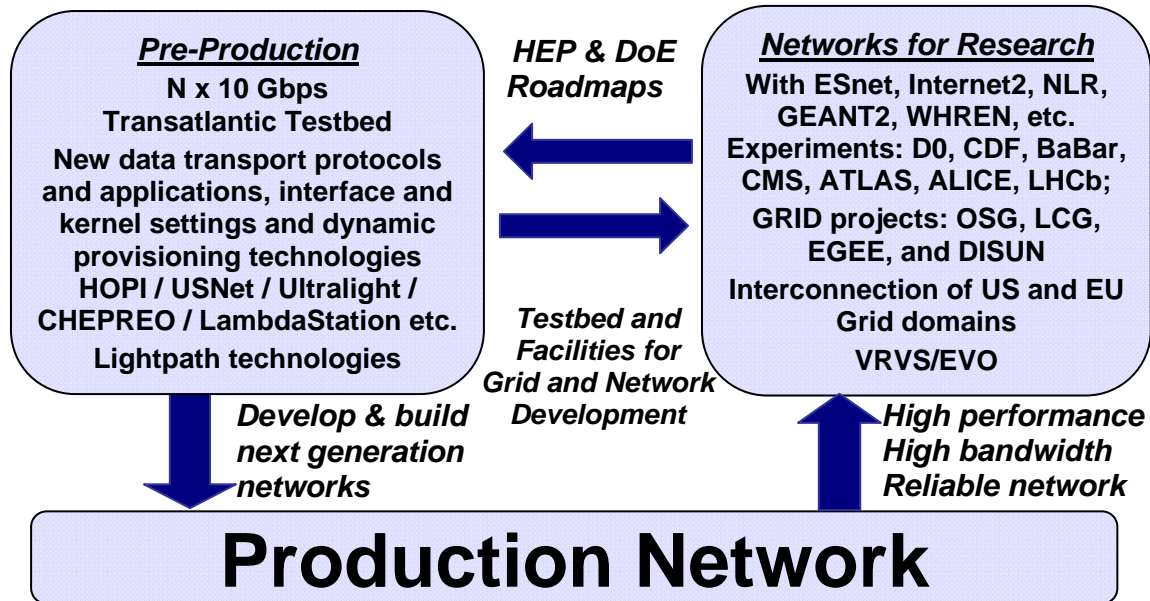 Pre-Production
N x 10 Gbps
Transatlantic Testbed
New data transport protocols
and applications, interface and
kernel settings and dynamic
provisioning technologies
HOPI / USNet / Ultralight /
CHEPREO / LambdaStation etc.
Lightpath technologies
HEP & DoE
Roadmaps
Testbed and
Facilities for
Grid and Network
Development
Networks for Research
With ESnet, Internet2, NLR,
GEANT2, WHREN, etc.
Experiments: D0, CDF, BaBar,
CMS, ATLAS, ALICE, LHCb;
GRID projects: OSG, LCG,
EGEE, and DISUN
Interconnection of US and EU
Grid domains
VRVS/EVO
Develop & build
next generation
networks
High performance
High bandwidth
Reliable network
Production Network